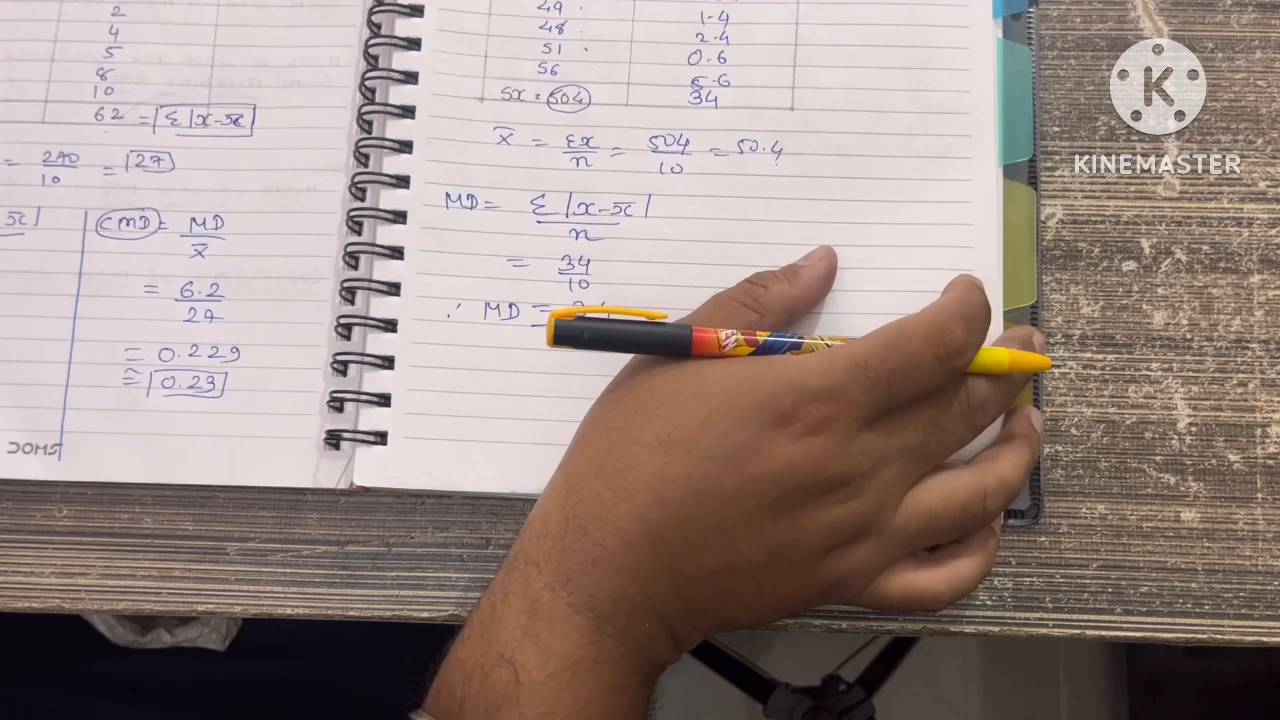 2
4
5
8
10
62 = Σ|x-x̄|
= 270/10 = 27
x̄|
CMD = MD/x̄
= 6.2/27
= 0.229
≅ 0.23
DOMS
49
48
51
56
Σx = 504
1.4
2.4
0.6
5.6
34
x̄ = Σx/n = 504/10 = 50.4
MD = Σ|x-x̄|/n
= 34/10
∴ MD =
K
KINEMASTER